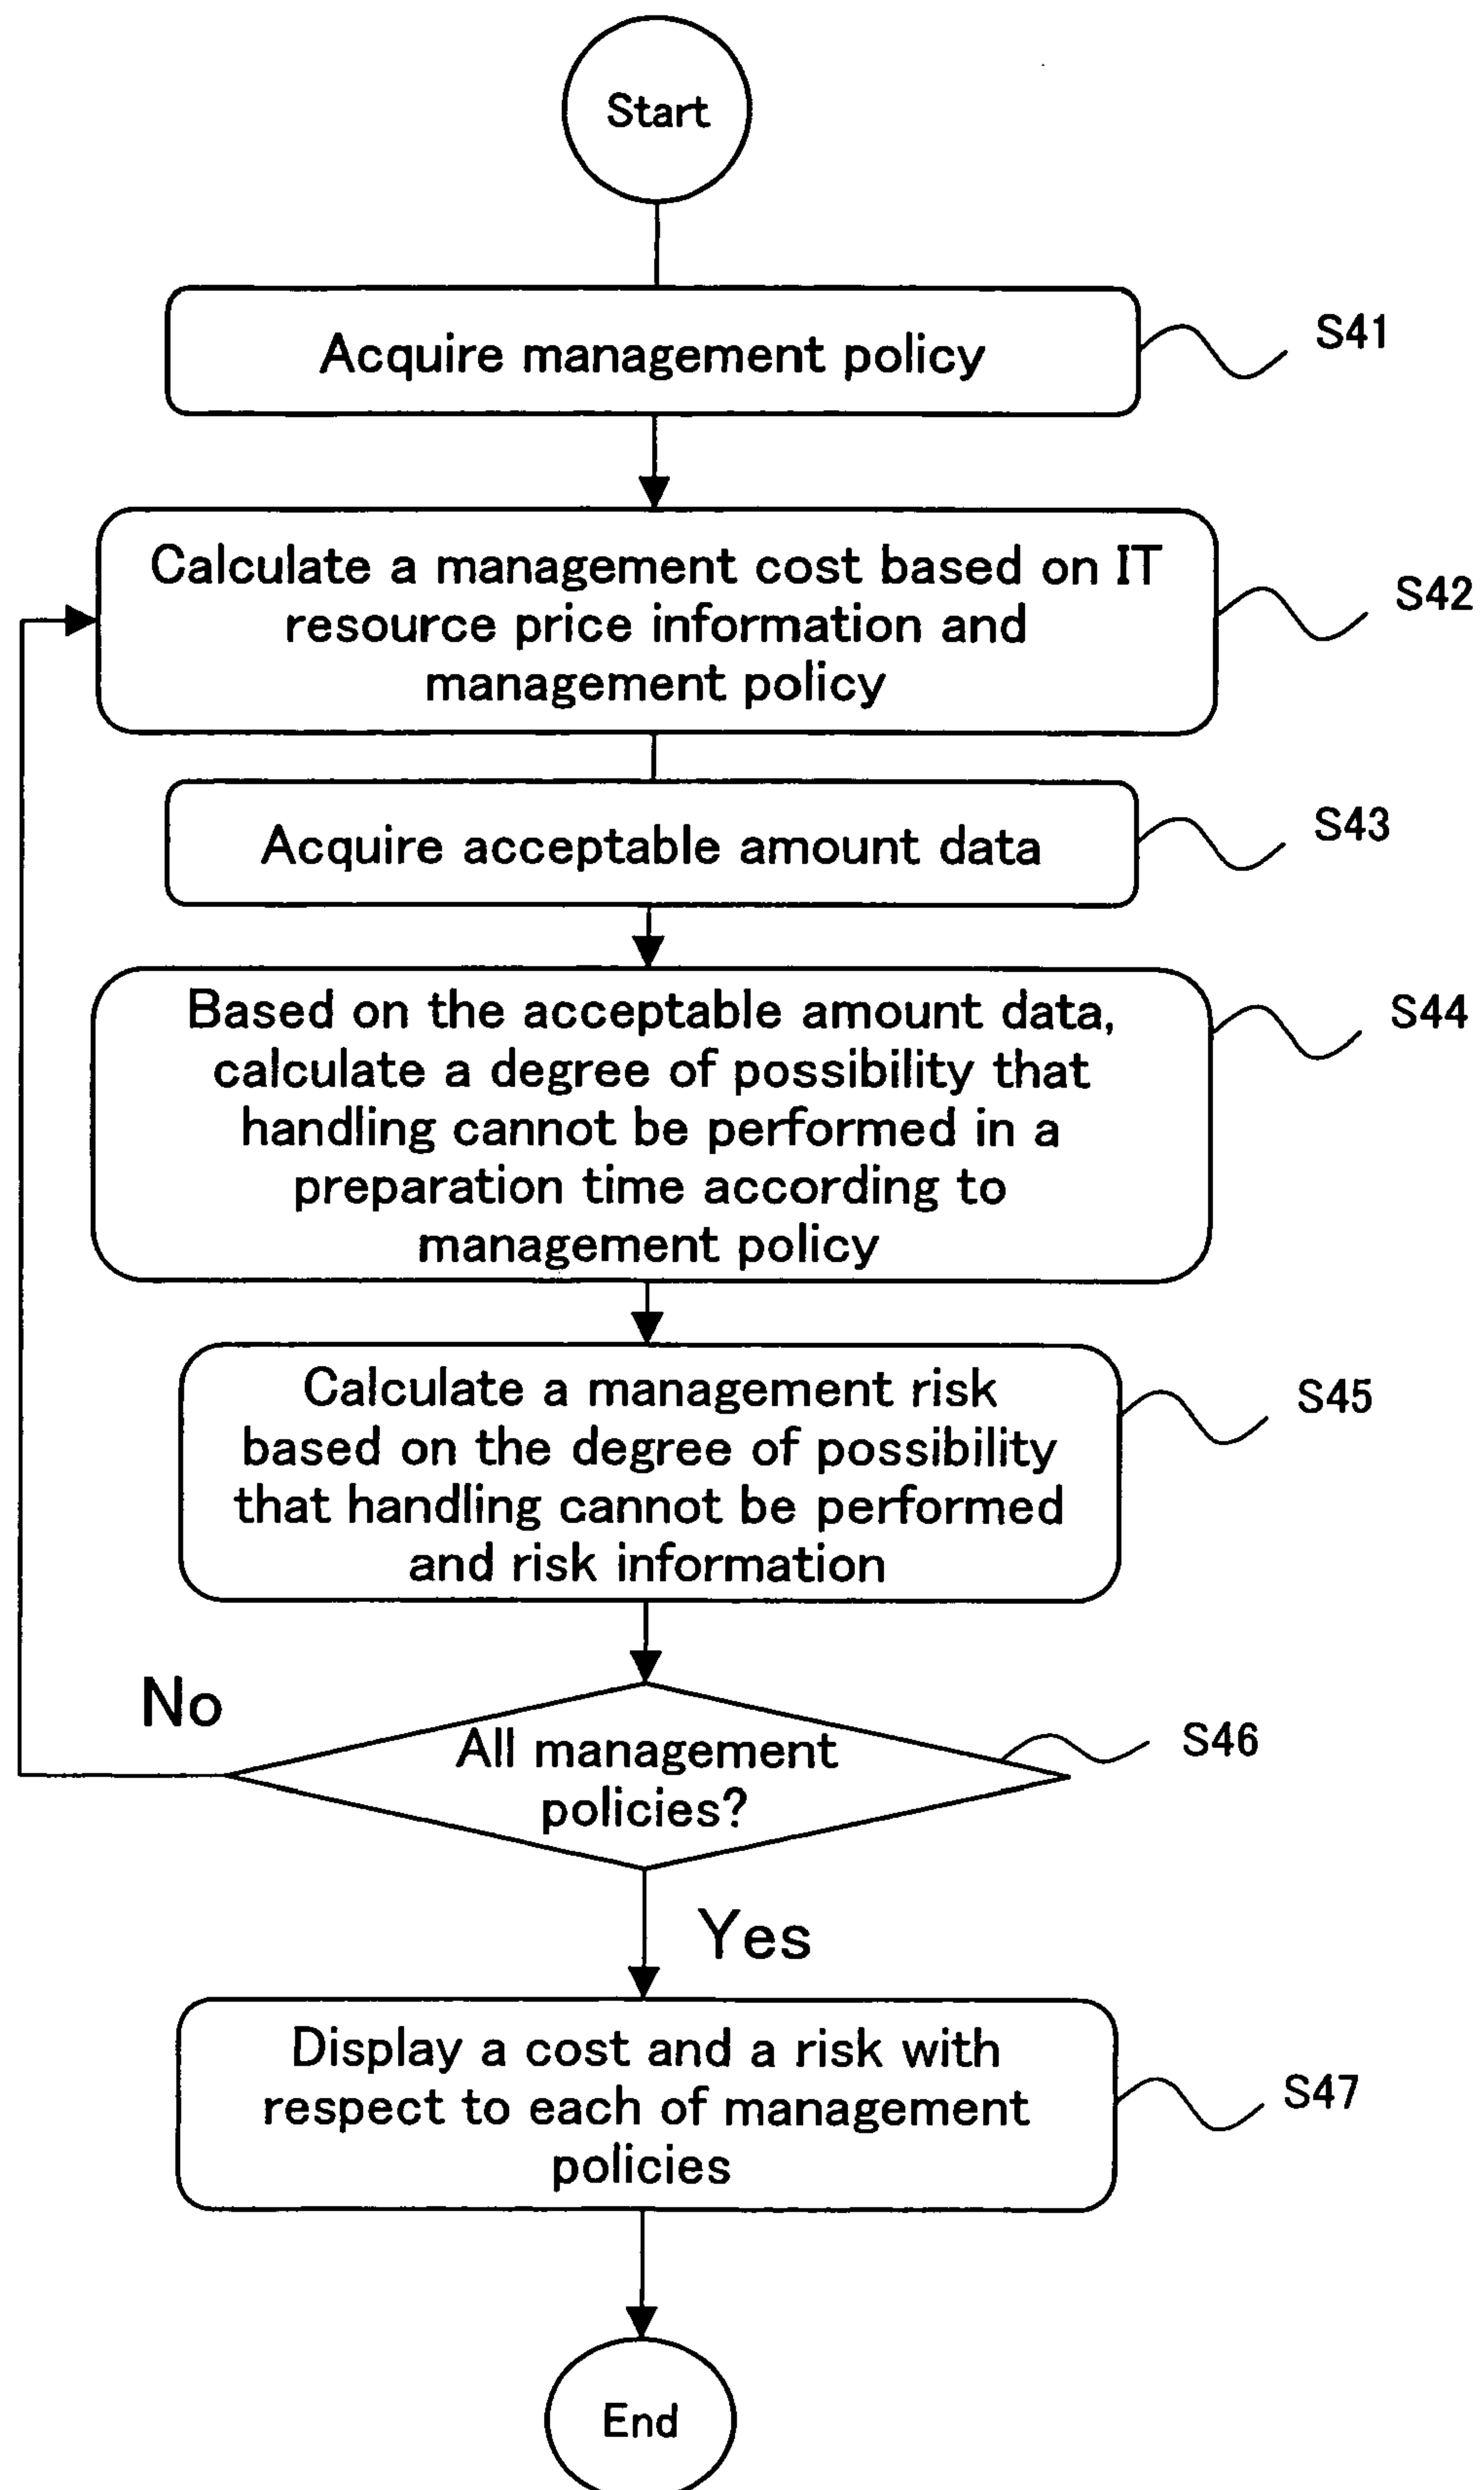 Start
Acquire management policy
S41
Calculate a management cost based on IT
resource price information and
management policy
S42
Acquire acceptable amount data
S43
Based on the acceptable amount data,
calculate a degree of possibility that
handling cannot be performed in a
preparation time according to
management policy
S44
Calculate a management risk
based on the degree of possibility
that handling cannot be performed
and risk information
S45
No
All management
policies?
S46
Yes
Display a cost and a risk with
respect to each of management
policies
S47
End